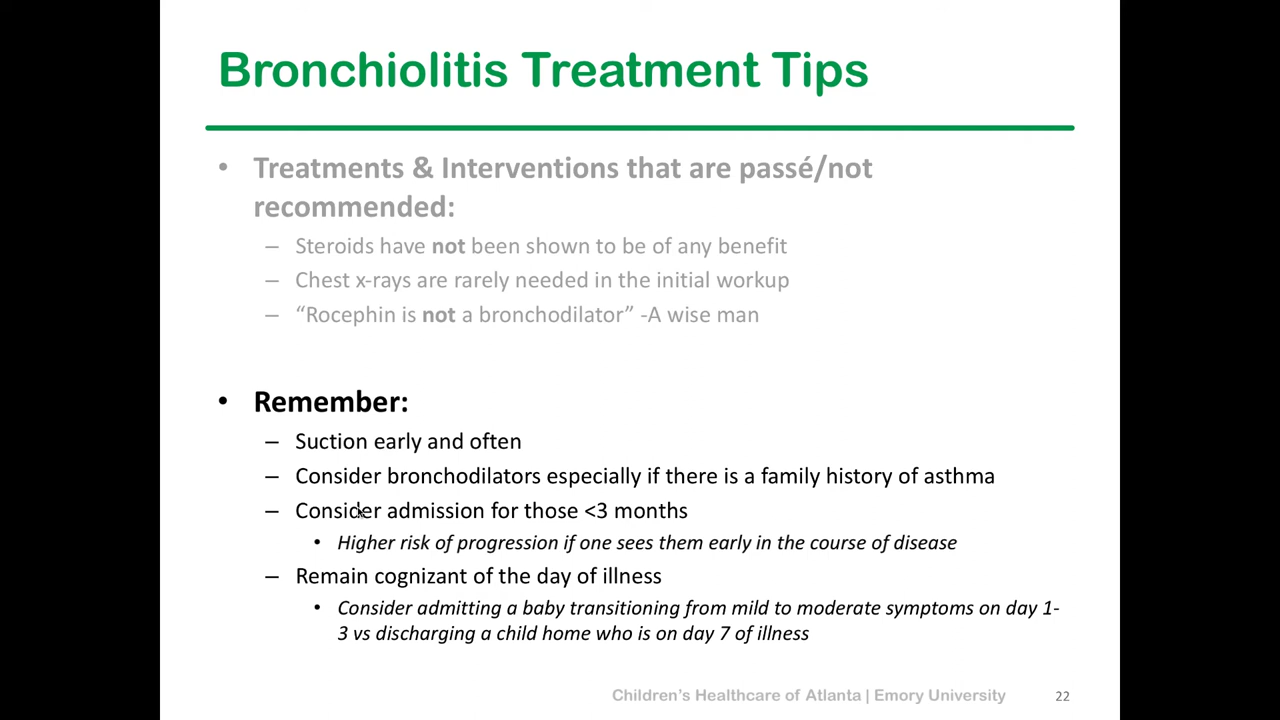 Bronchiolitis Treatment Tips
• Treatments & Interventions that are passé/not
recommended:
– Steroids have not been shown to be of any benefit
– Chest x-rays are rarely needed in the initial workup
– “Rocephin is not a bronchodilator” -A wise man
• Remember:
– Suction early and often
– Consider bronchodilators especially if there is a family history of asthma
– Consider admission for those <3 months
• Higher risk of progression if one sees them early in the course of disease
– Remain cognizant of the day of illness
• Consider admitting a baby transitioning from mild to moderate symptoms on day 1-
3 vs discharging a child home who is on day 7 of illness
Children’s Healthcare of Atlanta | Emory University 22